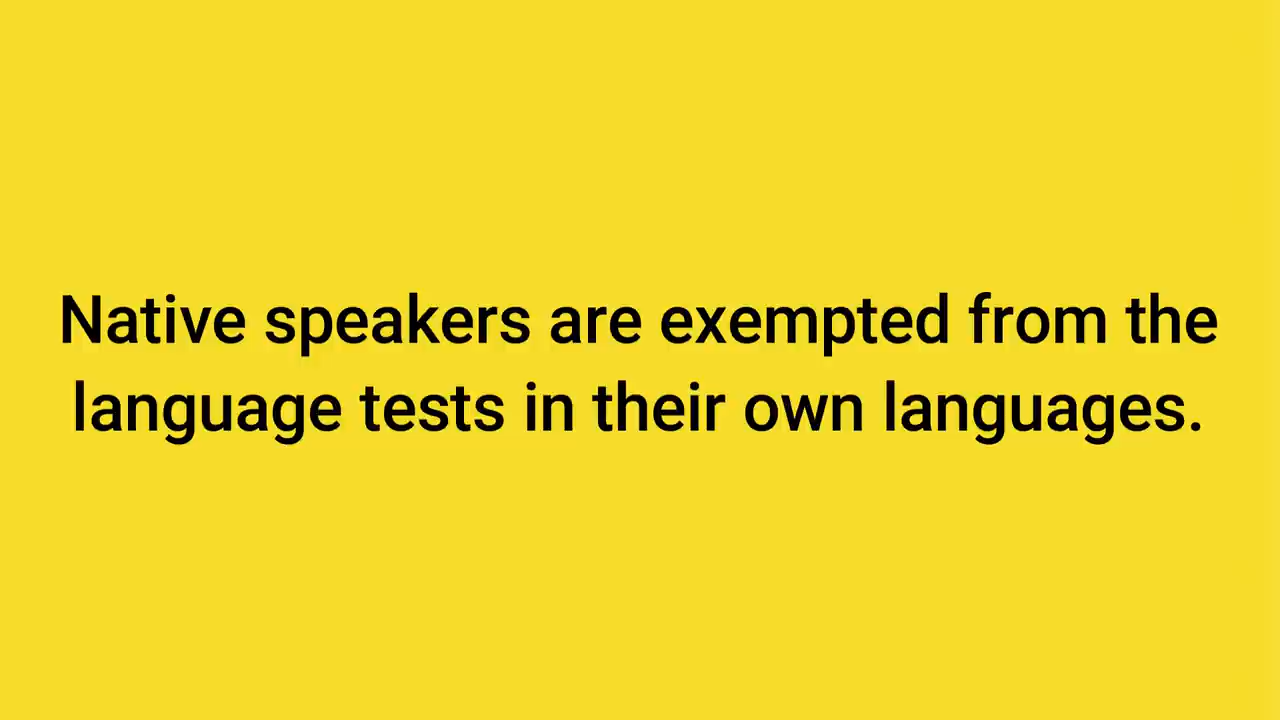 Native speakers are exempted from the
language tests in their own languages.